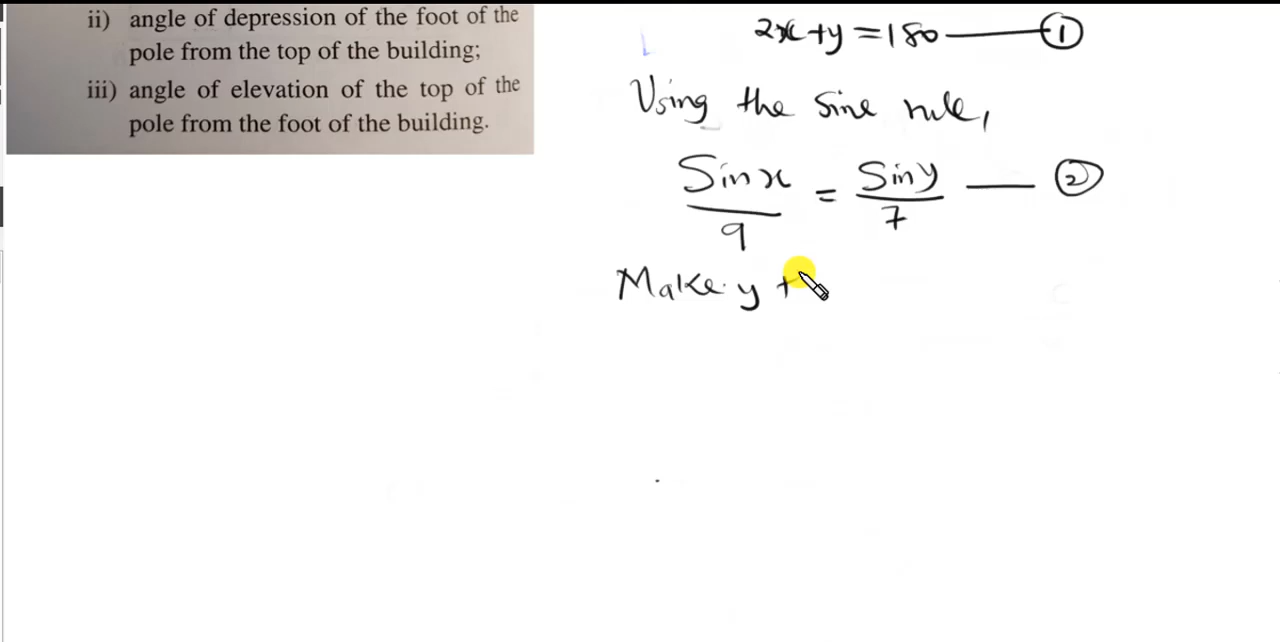 ii) angle of depression of the foot of the
pole from the top of the building;
iii) angle of elevation of the top of the
pole from the foot of the building.
2x+y=180 —— ①
Using the sine rule,
Sin x / 9 = Sin y / 7 —— ②
Make y t